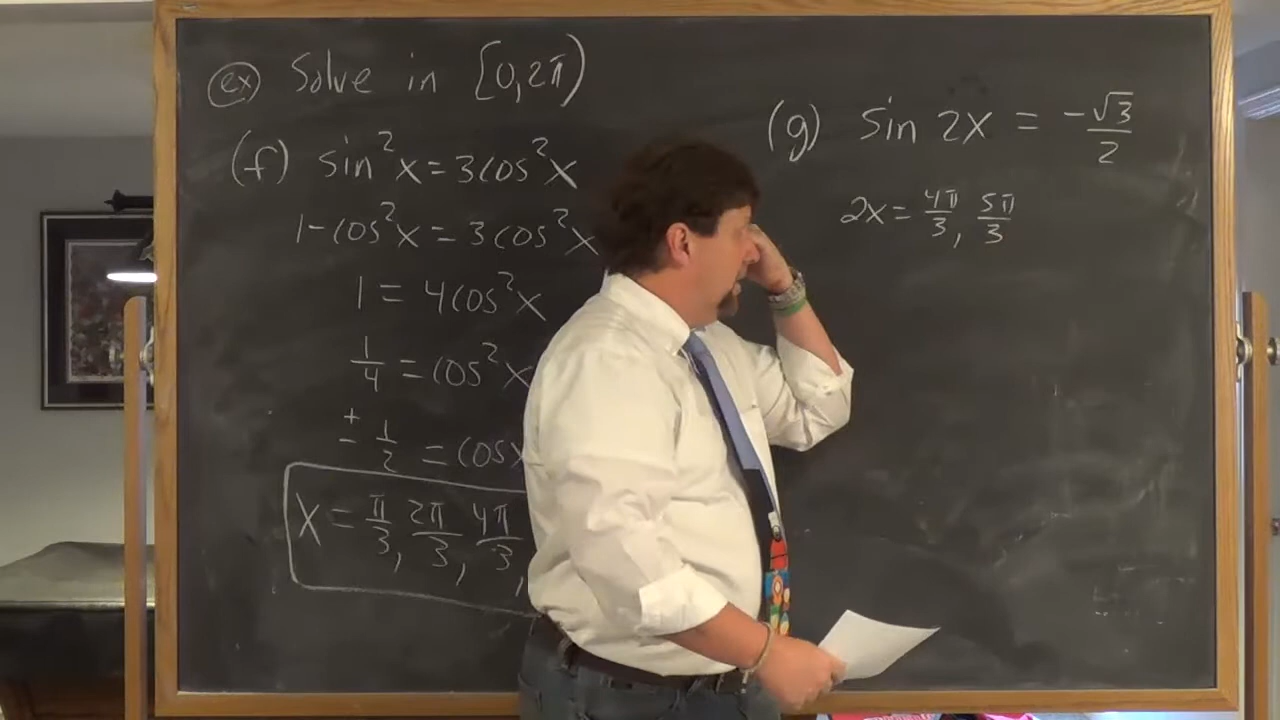 ex Solve in [0,2π)
(f) sin²x=3cos²x
1-cos²x=3cos²x
1=4cos²x
1/4=cos²x
±1/2=cosx
x=π/3, 2π/3, 4π/3,
(g) sin 2x = -√3/2
2x=4π/3, 5π/3